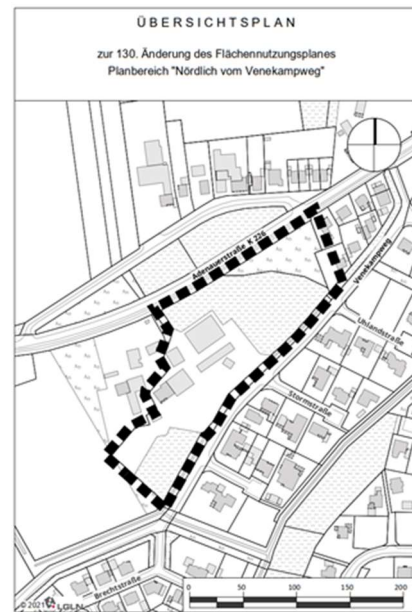 ÜBERSICHTSPLAN
zur 130. Änderung des Flächennutzungsplanes
Planbereich "Nördlich vom Venekampweg"
Adenauerstraße K 226
Venekampweg
Uhlandstraße
Stormstraße
Brechtstraße
© 2021 LGLN
0 50 100 150 200